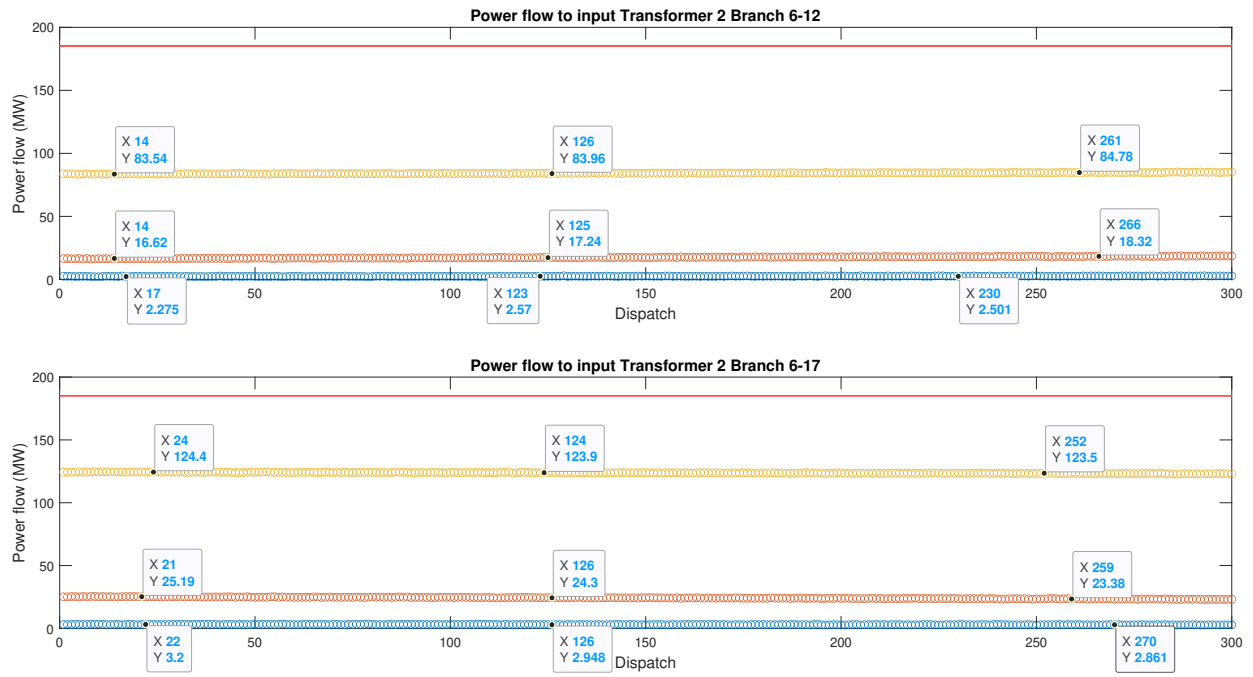 Power flow to input Transformer 2 Branch 6-12
200
150
100
50
0
Power flow (MW)
X 14
Y 83.54
X 126
Y 83.96
X 261
Y 84.78
X 14
Y 16.62
X 125
Y 17.24
X 266
Y 18.32
X 17
Y 2.275
X 123
Y 2.57
X 230
Y 2.501
0
50
100
150
200
250
300
Dispatch
Power flow to input Transformer 2 Branch 6-17
200
150
100
50
0
Power flow (MW)
X 24
Y 124.4
X 124
Y 123.9
X 252
Y 123.5
X 21
Y 25.19
X 126
Y 24.3
X 259
Y 23.38
X 22
Y 3.2
X 126
Y 2.948
X 270
Y 2.861
0
50
100
150
200
250
300
Dispatch